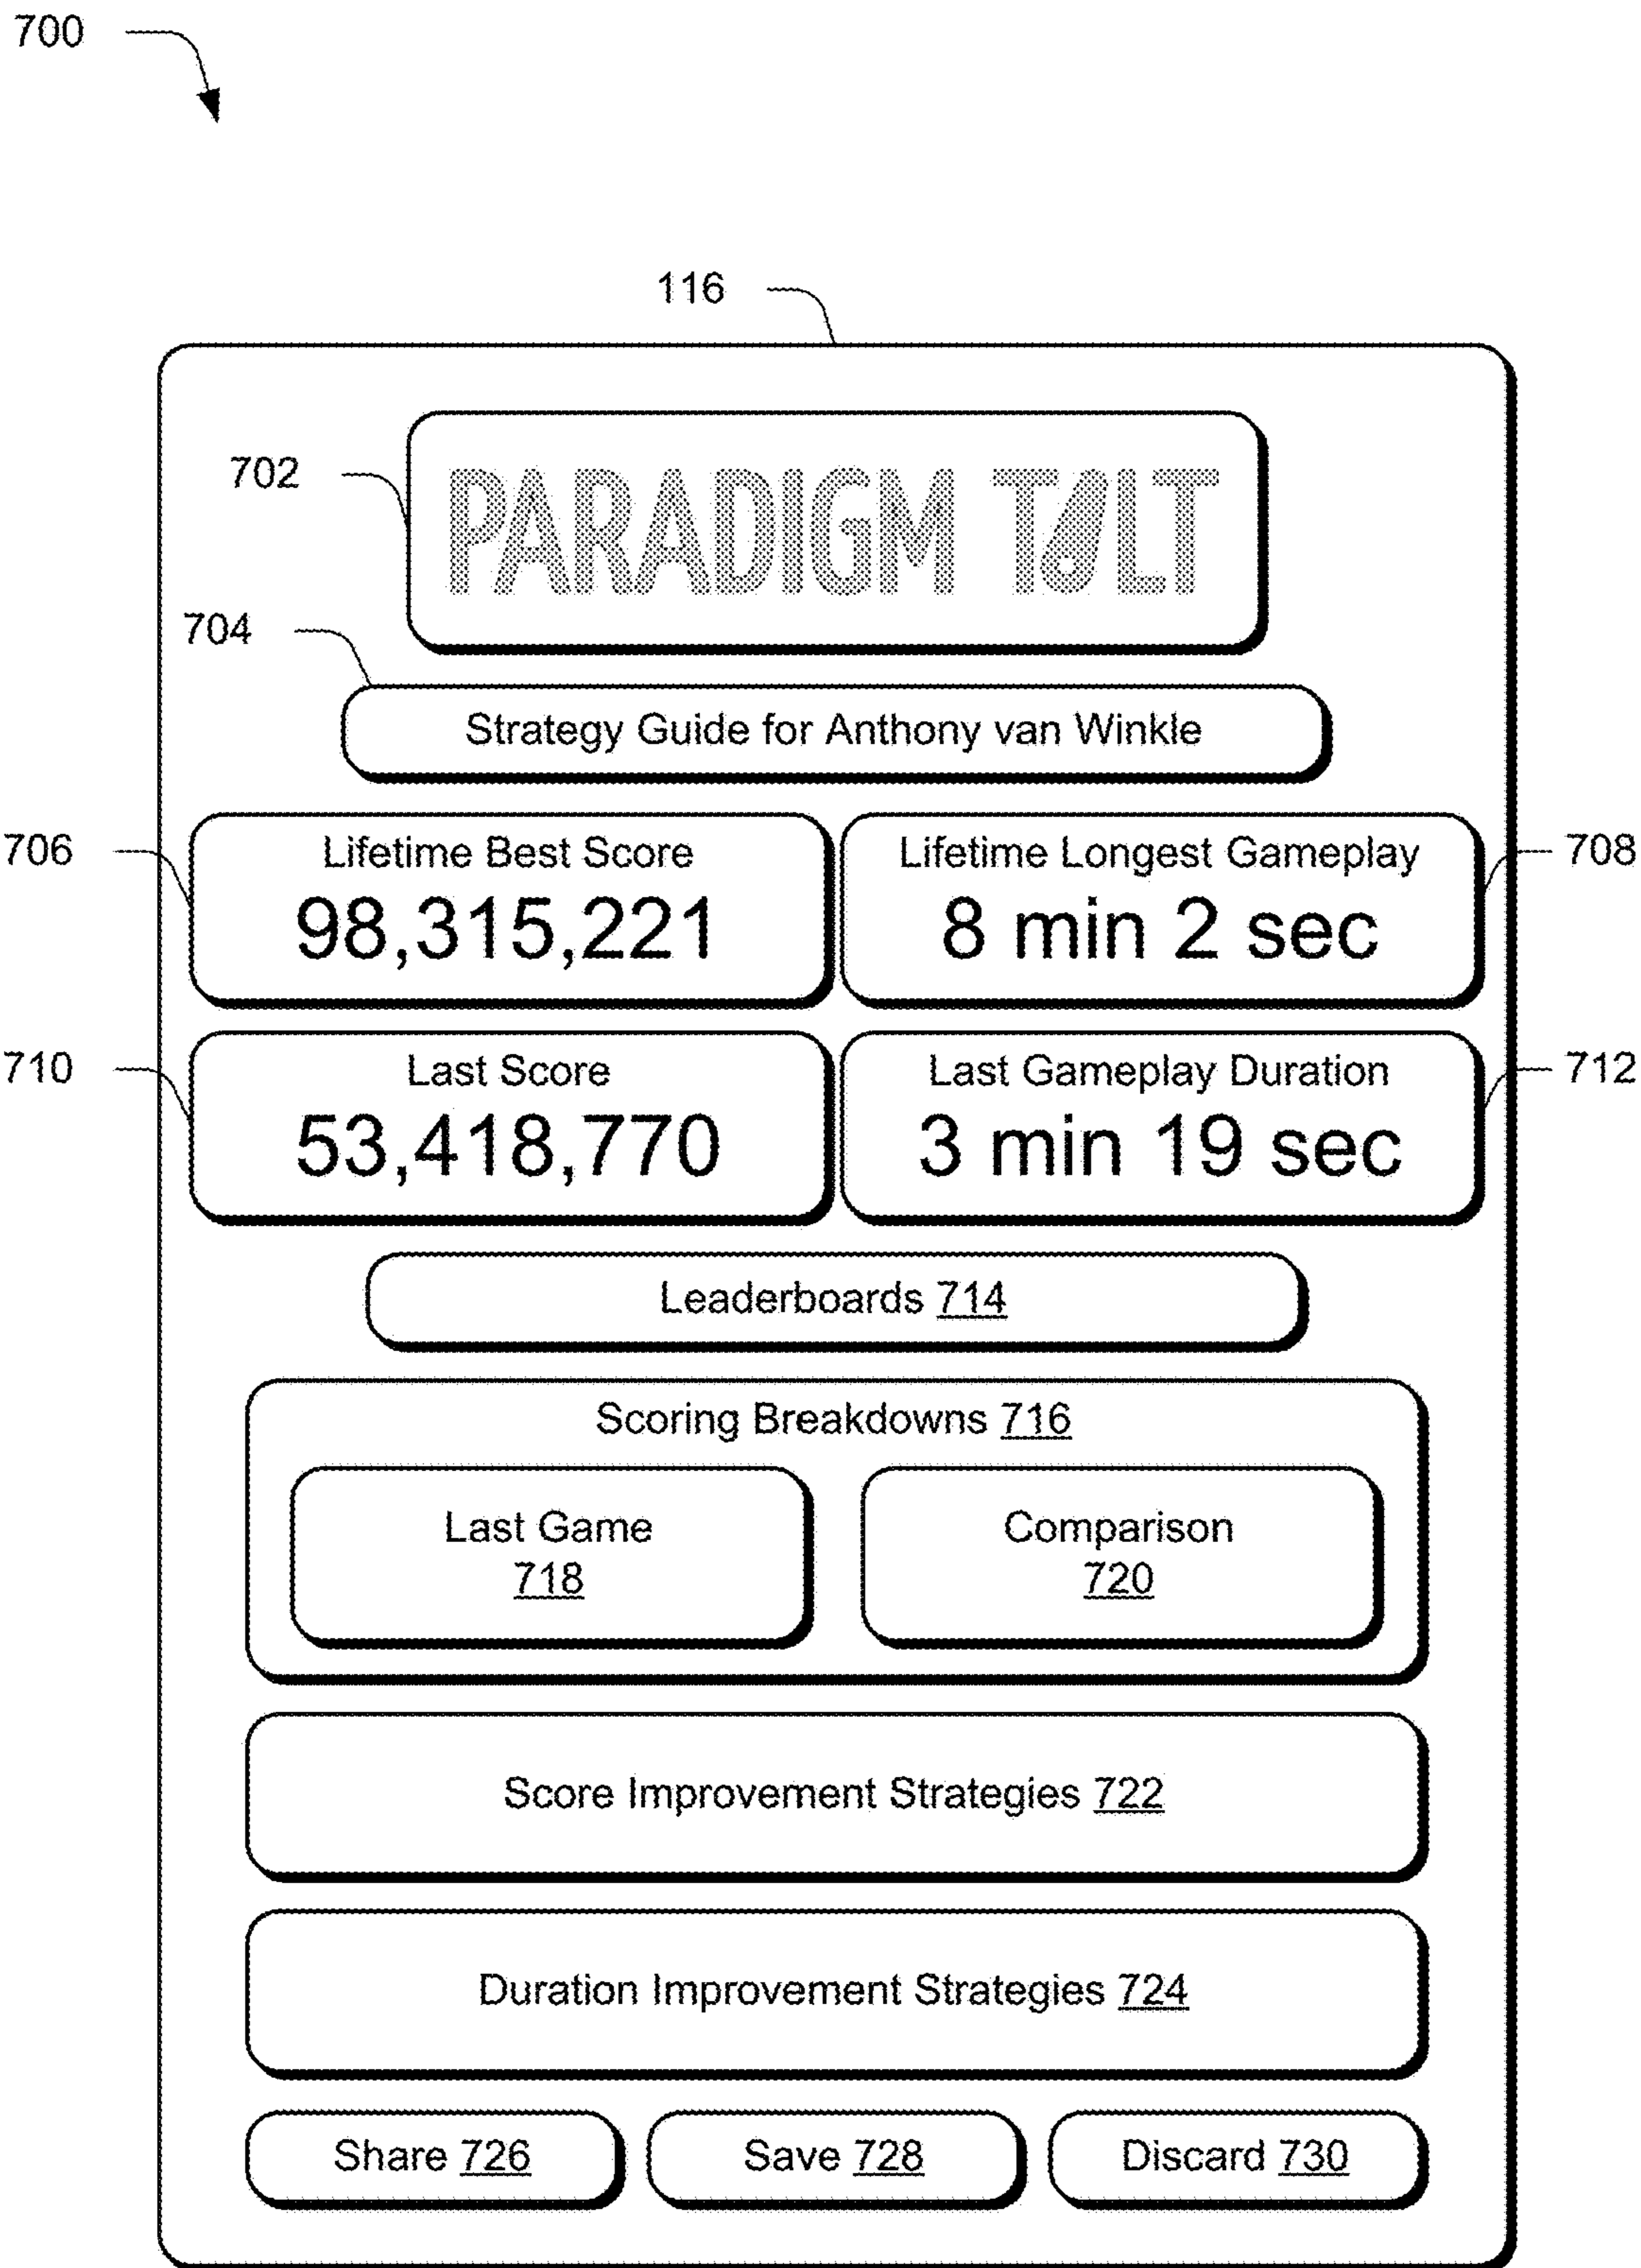 700
116
702
PARADIGM TILT
704
Strategy Guide for Anthony van Winkle
706
Lifetime Best Score
98,315,221
Lifetime Longest Gameplay
8 min 2 sec
708
710
Last Score
53,418,770
Last Gameplay Duration
3 min 19 sec
712
Leaderboards 714
Scoring Breakdowns 716
Last Game
718
Comparison
720
Score Improvement Strategies 722
Duration Improvement Strategies 724
Share 726
Save 728
Discard 730